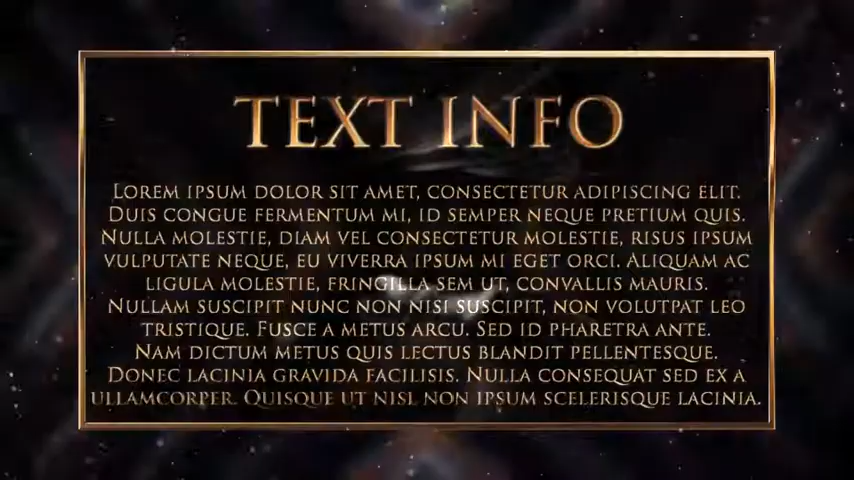 TEXT INFO
LOREM IPSUM DOLOR SIT AMET, CONSECTETUR ADIPISCING ELIT.
DUIS CONGUE FERMENTUM MI, ID SEMPER NEQUE PRETIUM QUIS.
NULLA MOLESTIE, DIAM VEL CONSECTETUR MOLESTIE, RISUS IPSUM
VULPUTATE NEQUE, EU VIVERRA IPSUM MI EGET ORCI. ALIQUAM AC
LIGULA MOLESTIE, FRINGILLA SEM UT, CONVALLIS MAURIS.
NULLAM SUSCIPIT NUNC NON NISI SUSCIPIT, NON VOLUTPAT LEO
TRISTIQUE. FUSCE A METUS ARCU. SED ID PHARETRA ANTE.
NAM DICTUM METUS QUIS LECTUS BLANDIT PELLENTESQUE.
DONEC LACINIA GRAVIDA FACILISIS. NULLA CONSEQUAT SED EX A
ULLAMCORPER. QUISQUE UT NISL NON IPSUM SCELERISQUE LACINIA.